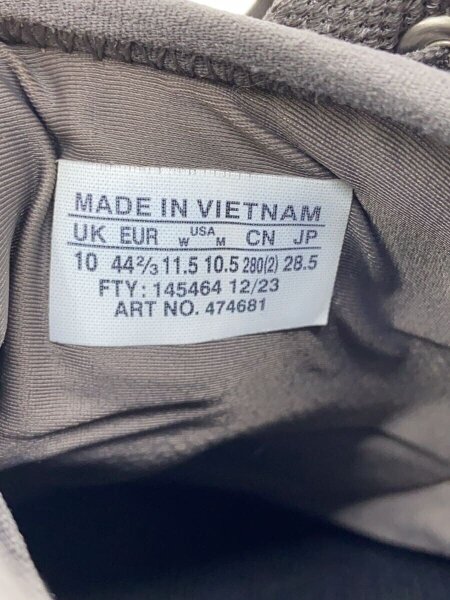 MADE IN VIETNAM
UK EUR W USA M CN JP
10 44⅔ 11.5 10.5 280(2) 28.5
FTY: 145464 12/23
ART NO. 474681